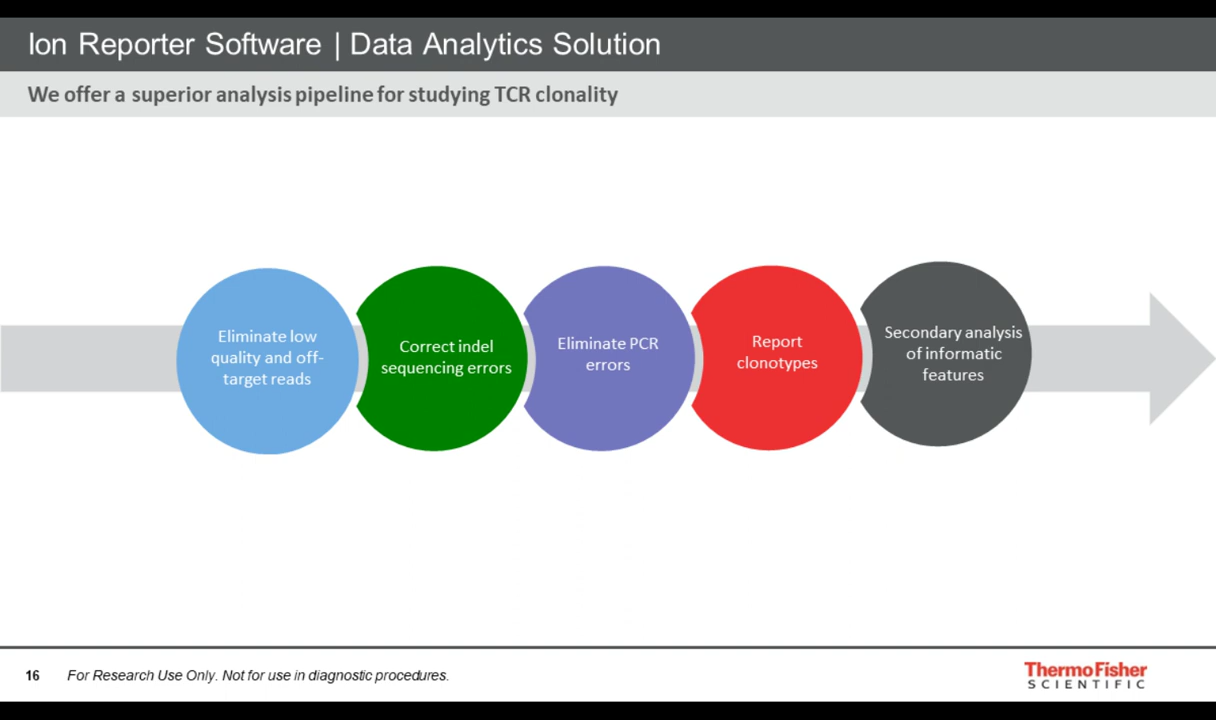 Ion Reporter Software | Data Analytics Solution
We offer a superior analysis pipeline for studying TCR clonality
Eliminate low
quality and off-
target reads
Correct indel
sequencing errors
Eliminate PCR
errors
Report
clonotypes
Secondary analysis
of informatic
features
16 For Research Use Only. Not for use in diagnostic procedures.
ThermoFisher
SCIENTIFIC